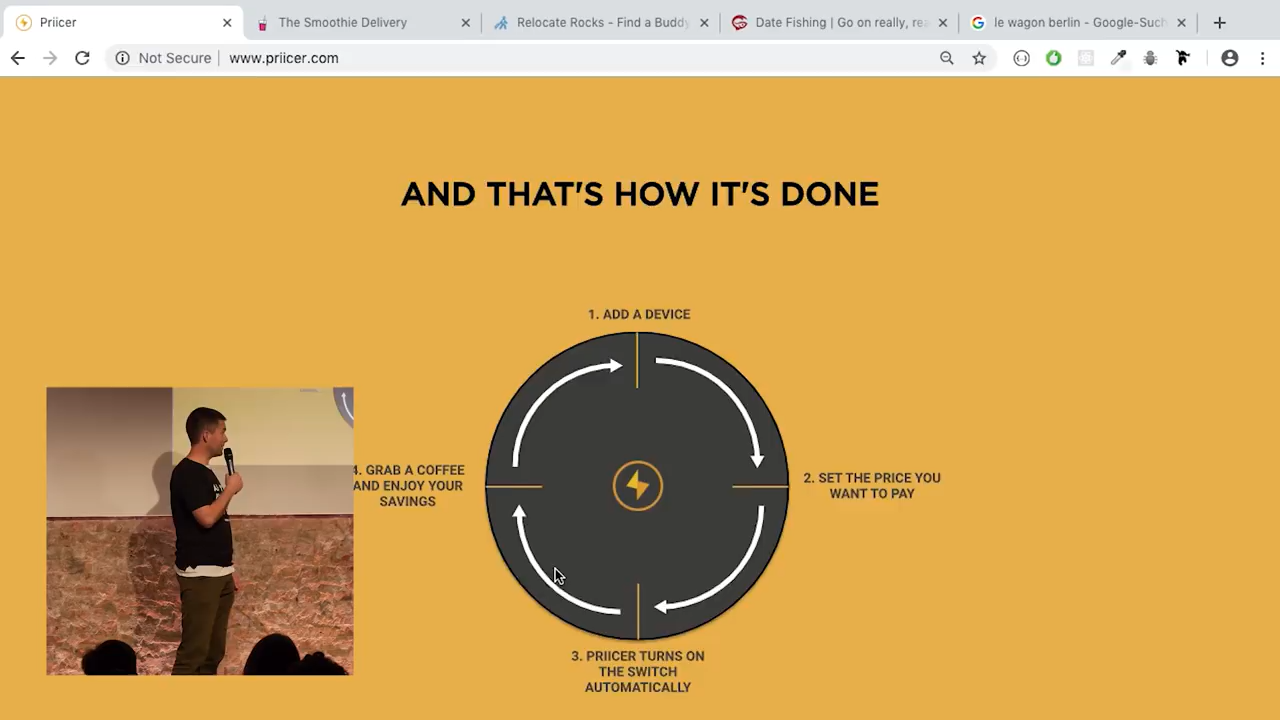 Priicer
The Smoothie Delivery
Relocate Rocks - Find a Buddy
Date Fishing | Go on really, rea
le wagon berlin - Google-Such
Not Secure
www.priicer.com
AND THAT'S HOW IT'S DONE
1. ADD A DEVICE
4. GRAB A COFFEE
AND ENJOY YOUR
SAVINGS
2. SET THE PRICE YOU
WANT TO PAY
3. PRIICER TURNS ON
THE SWITCH
AUTOMATICALLY